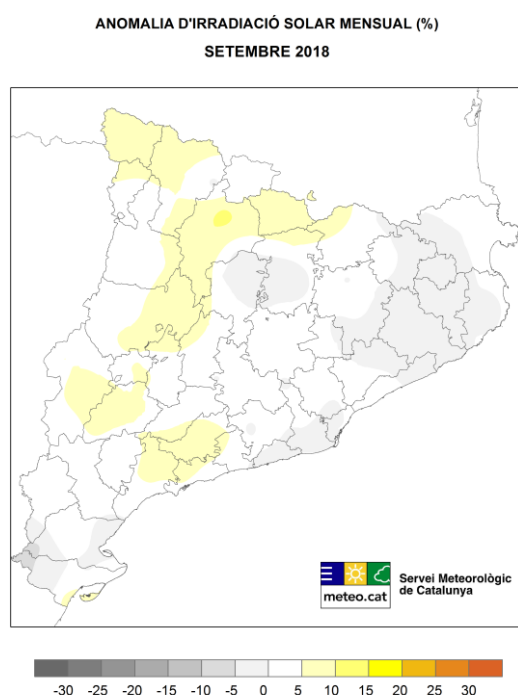 ANOMALIA D'IRRADIACIÓ SOLAR MENSUAL (%)
SETEMBRE 2018
meteo.cat
Servei Meteorològic
de Catalunya
-30 -25 -20 -15 -10 -5 0 5 10 15 20 25 30